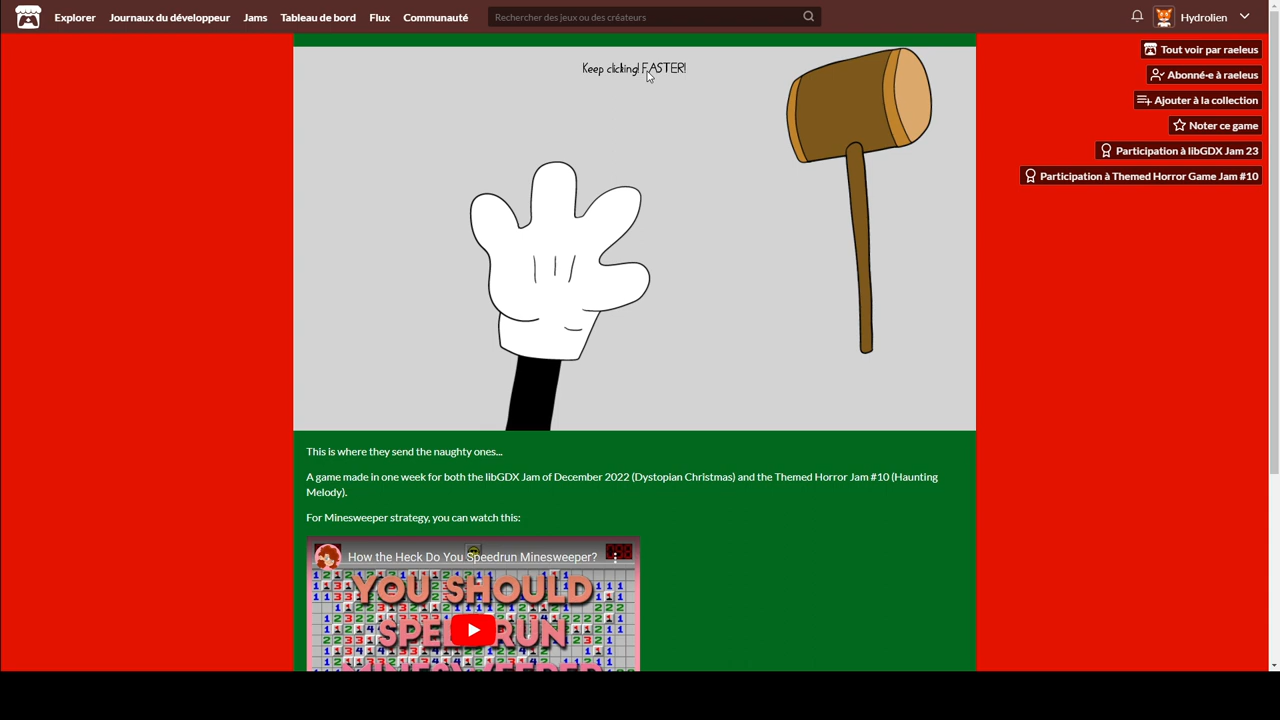 Explorer
Journaux du développeur
Jams
Tableau de bord
Flux
Communauté
Rechercher des jeux ou des créateurs
Hydrolien
Tout voir par raeleus
Abonné·e à raeleus
Ajouter à la collection
Noter ce game
Participation à libGDX Jam 23
Participation à Themed Horror Game Jam #10
Keep clicking! FASTER!
This is where they send the naughty ones...
A game made in one week for both the libGDX Jam of December 2022 (Dystopian Christmas) and the Themed Horror Jam #10 (Haunting
Melody).
For Minesweeper strategy, you can watch this:
How the Heck Do You Speedrun Minesweeper?
YOU SHOULD
SPEEDRUN